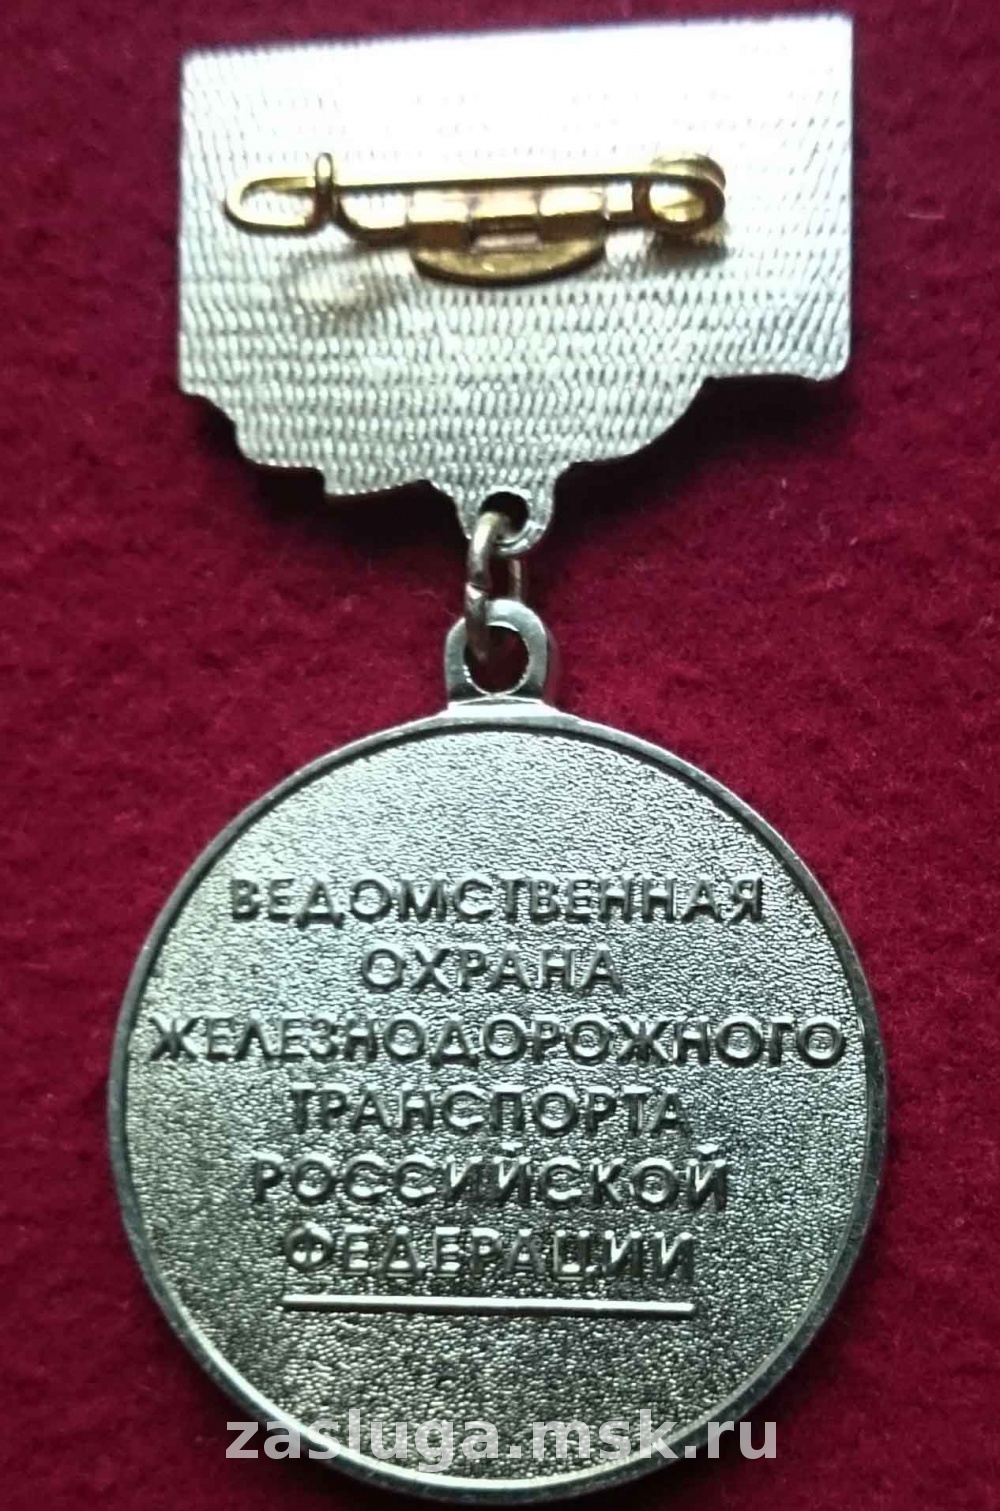 ВЕДОМСТВЕННАЯ
ОХРАНА
ЖЕЛЕЗНОДОРОЖНОГО
ТРАНСПОРТА
РОССИЙСКОЙ
ФЕДЕРАЦИИ
zasluga.msk.ru